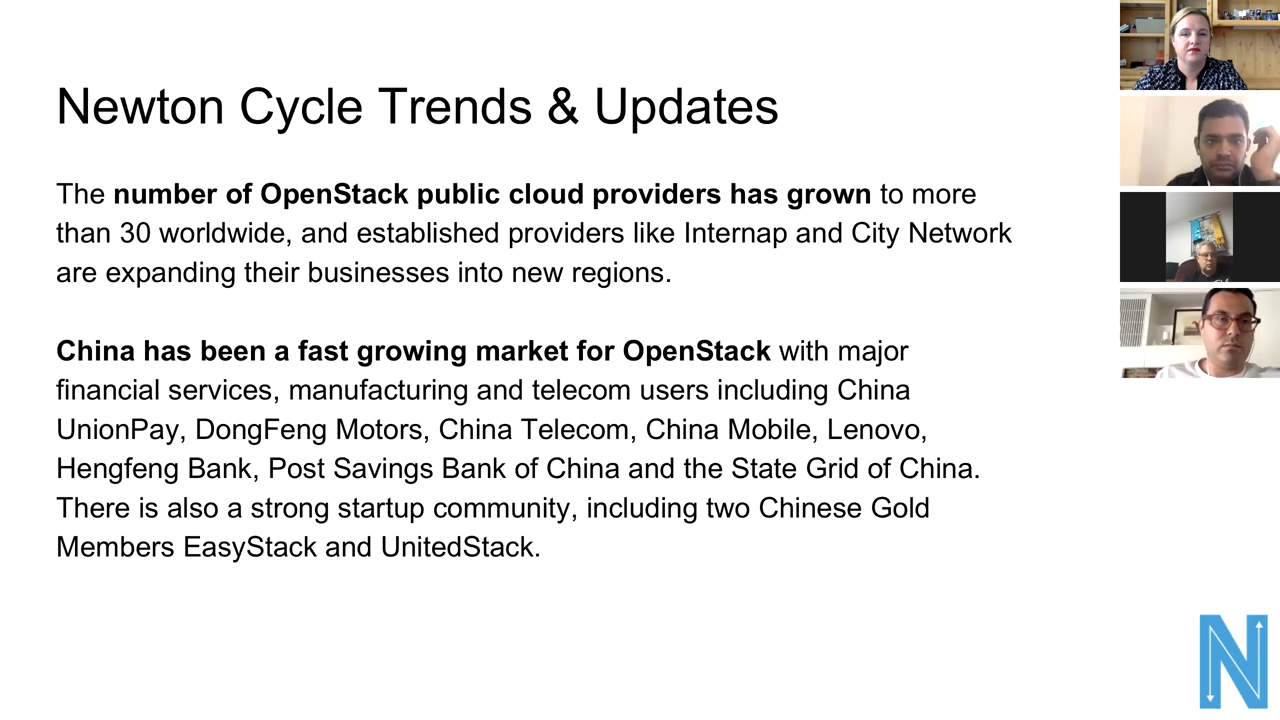 Newton Cycle Trends & Updates
The number of OpenStack public cloud providers has grown to more
than 30 worldwide, and established providers like Internap and City Network
are expanding their businesses into new regions.
China has been a fast growing market for OpenStack with major
financial services, manufacturing and telecom users including China
UnionPay, DongFeng Motors, China Telecom, China Mobile, Lenovo,
Hengfeng Bank, Post Savings Bank of China and the State Grid of China.
There is also a strong startup community, including two Chinese Gold
Members EasyStack and UnitedStack.
N